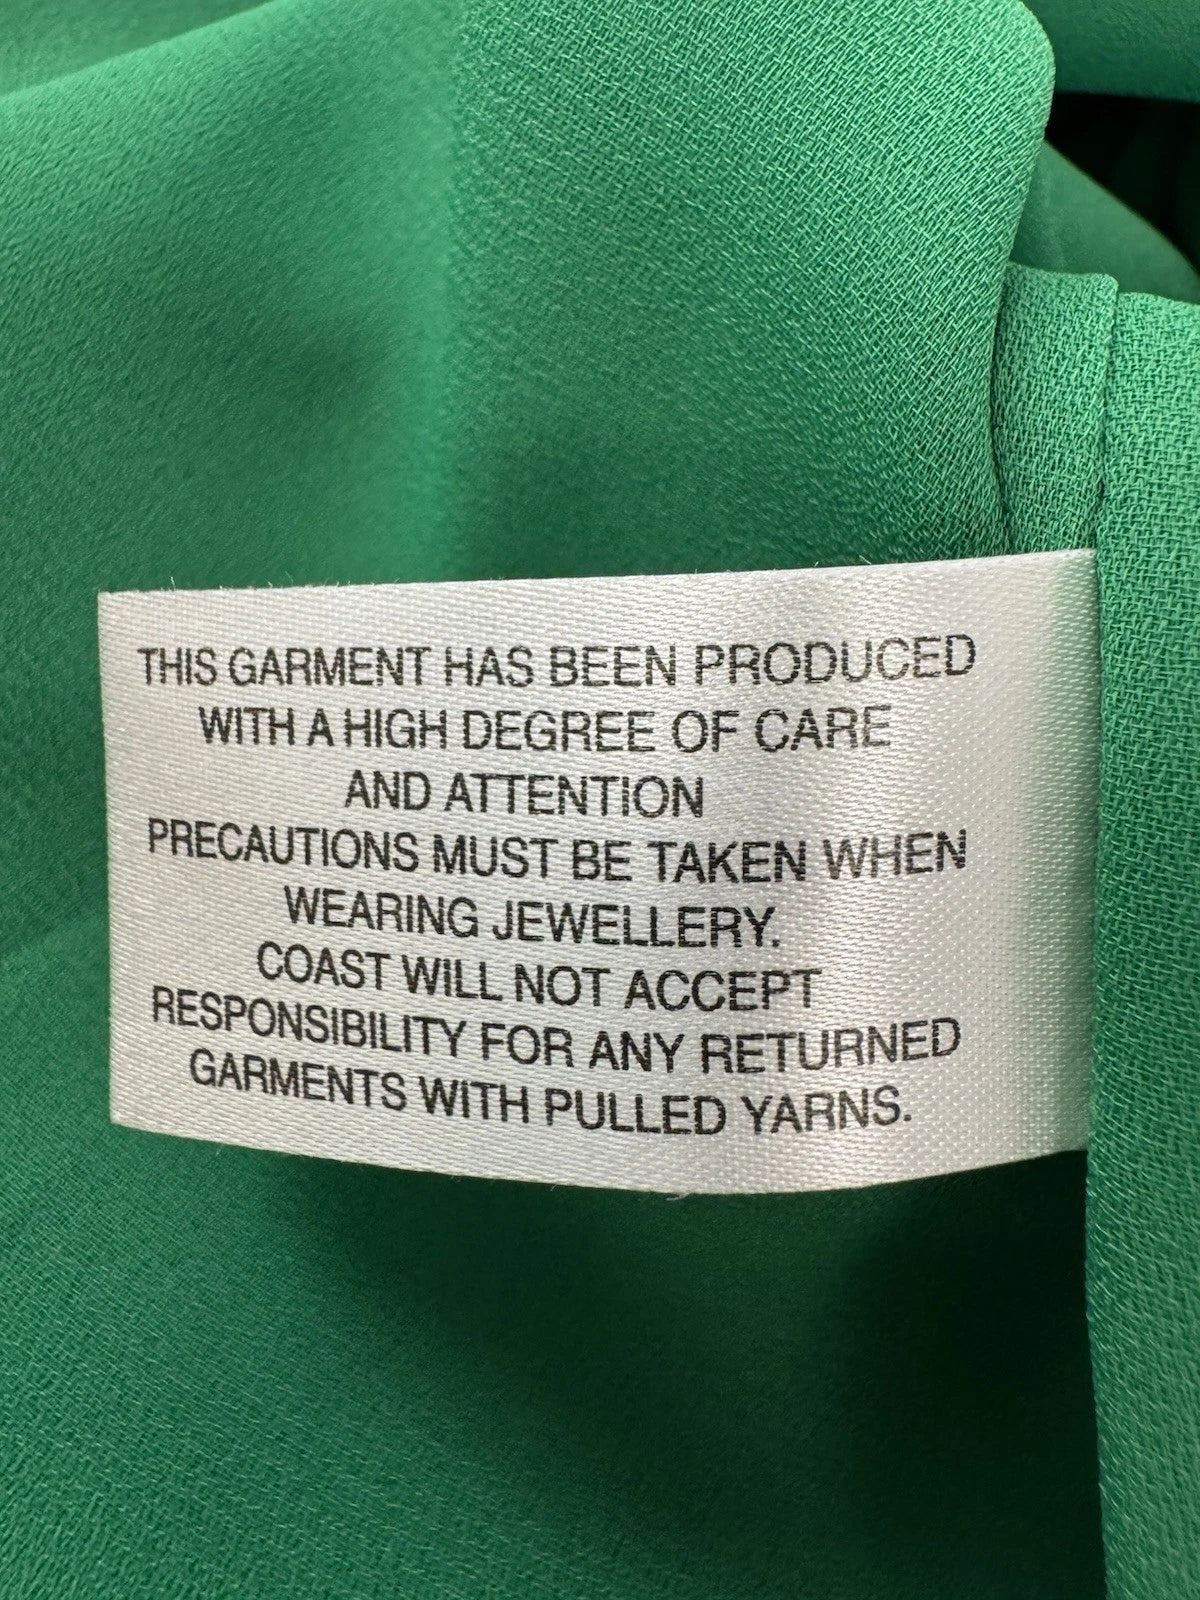 THIS GARMENT HAS BEEN PRODUCED
WITH A HIGH DEGREE OF CARE
AND ATTENTION
PRECAUTIONS MUST BE TAKEN WHEN
WEARING JEWELLERY.
COAST WILL NOT ACCEPT
RESPONSIBILITY FOR ANY RETURNED
GARMENTS WITH PULLED YARNS.